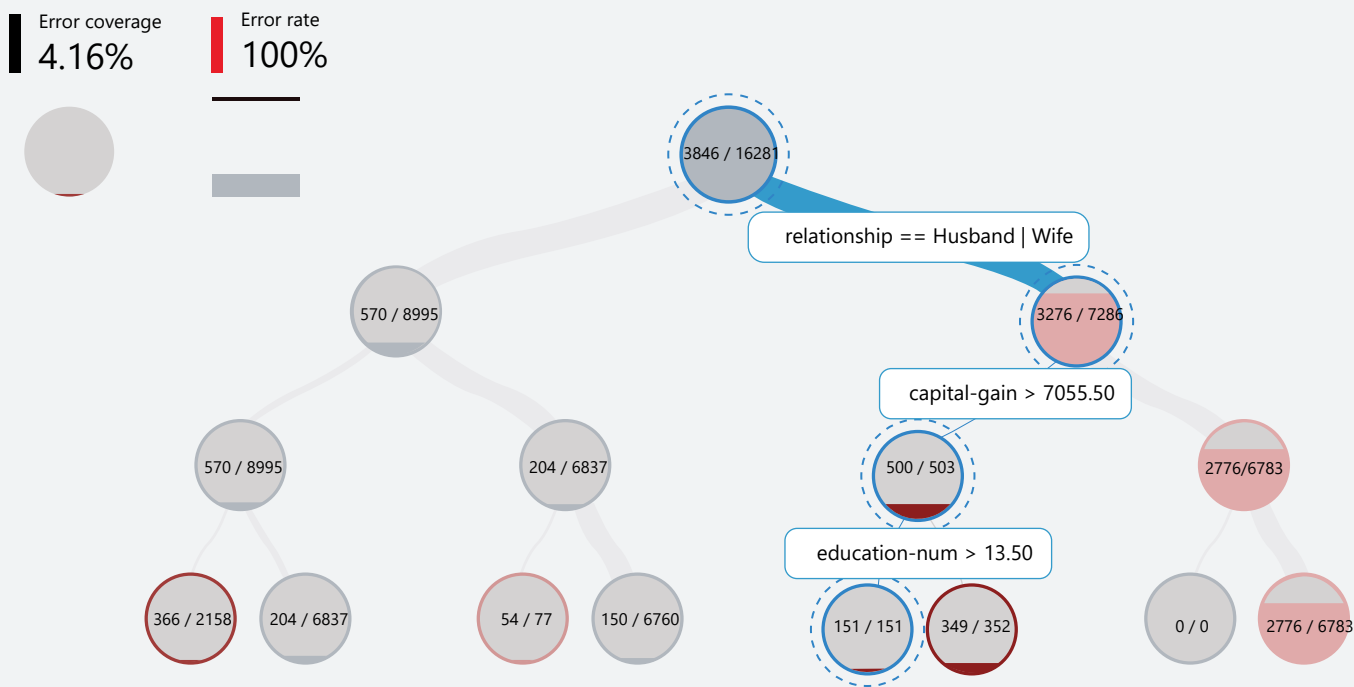 Error coverage
4.16%
Error rate
100%
3846 / 16281
relationship == Husband | Wife
570 / 8995
3276 / 7286
capital-gain > 7055.50
570 / 8995
204 / 6837
500 / 503
2776/6783
education-num > 13.50
366 / 2158
204 / 6837
54 / 77
150 / 6760
151 / 151
349 / 352
0 / 0
2776 / 6783